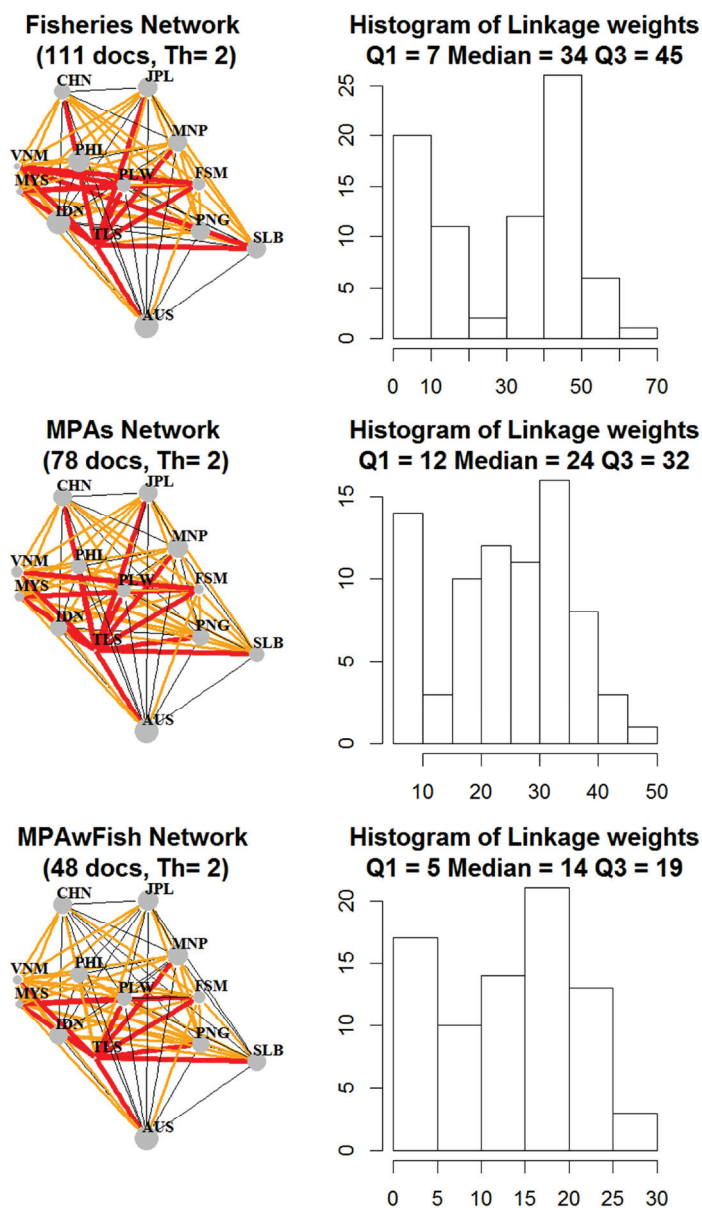 Fisheries Network
(111 docs, Th= 2)
CHN
JPL
MNP
VNM
PHL
MYS
PLW
FSM
IDN
TLS
PNG
SLB
AUS
Histogram of Linkage weights
Q1 = 7 Median = 34 Q3 = 45
25
20
15
10
5
0
0 10 30 50 70
MPAs Network
(78 docs, Th= 2)
CHN
JPL
MNP
VNM
PHL
MYS
PLW
FSM
IDN
TLS
PNG
SLB
AUS
Histogram of Linkage weights
Q1 = 12 Median = 24 Q3 = 32
15
10
5
0
10 20 30 40 50
MPAwFish Network
(48 docs, Th= 2)
CHN
JPL
MNP
VNM
PHL
MYS
PLW
FSM
IDN
TLS
PNG
SLB
AUS
Histogram of Linkage weights
Q1 = 5 Median = 14 Q3 = 19
20
15
10
5
0
0 5 10 15 20 25 30